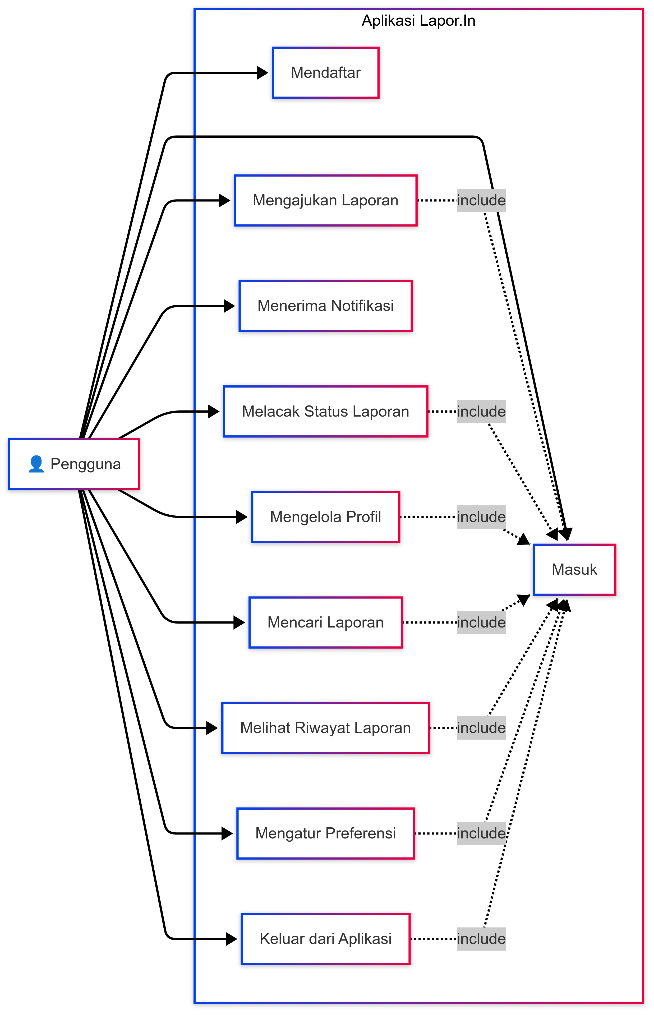 Aplikasi Lapor.In
Mendaftar
Mengajukan Laporan
include
Menerima Notifikasi
Melacak Status Laporan
include
👤 Pengguna
Mengelola Profil
include
Masuk
Mencari Laporan
include
Melihat Riwayat Laporan
include
Mengatur Preferensi
include
Keluar dari Aplikasi
include